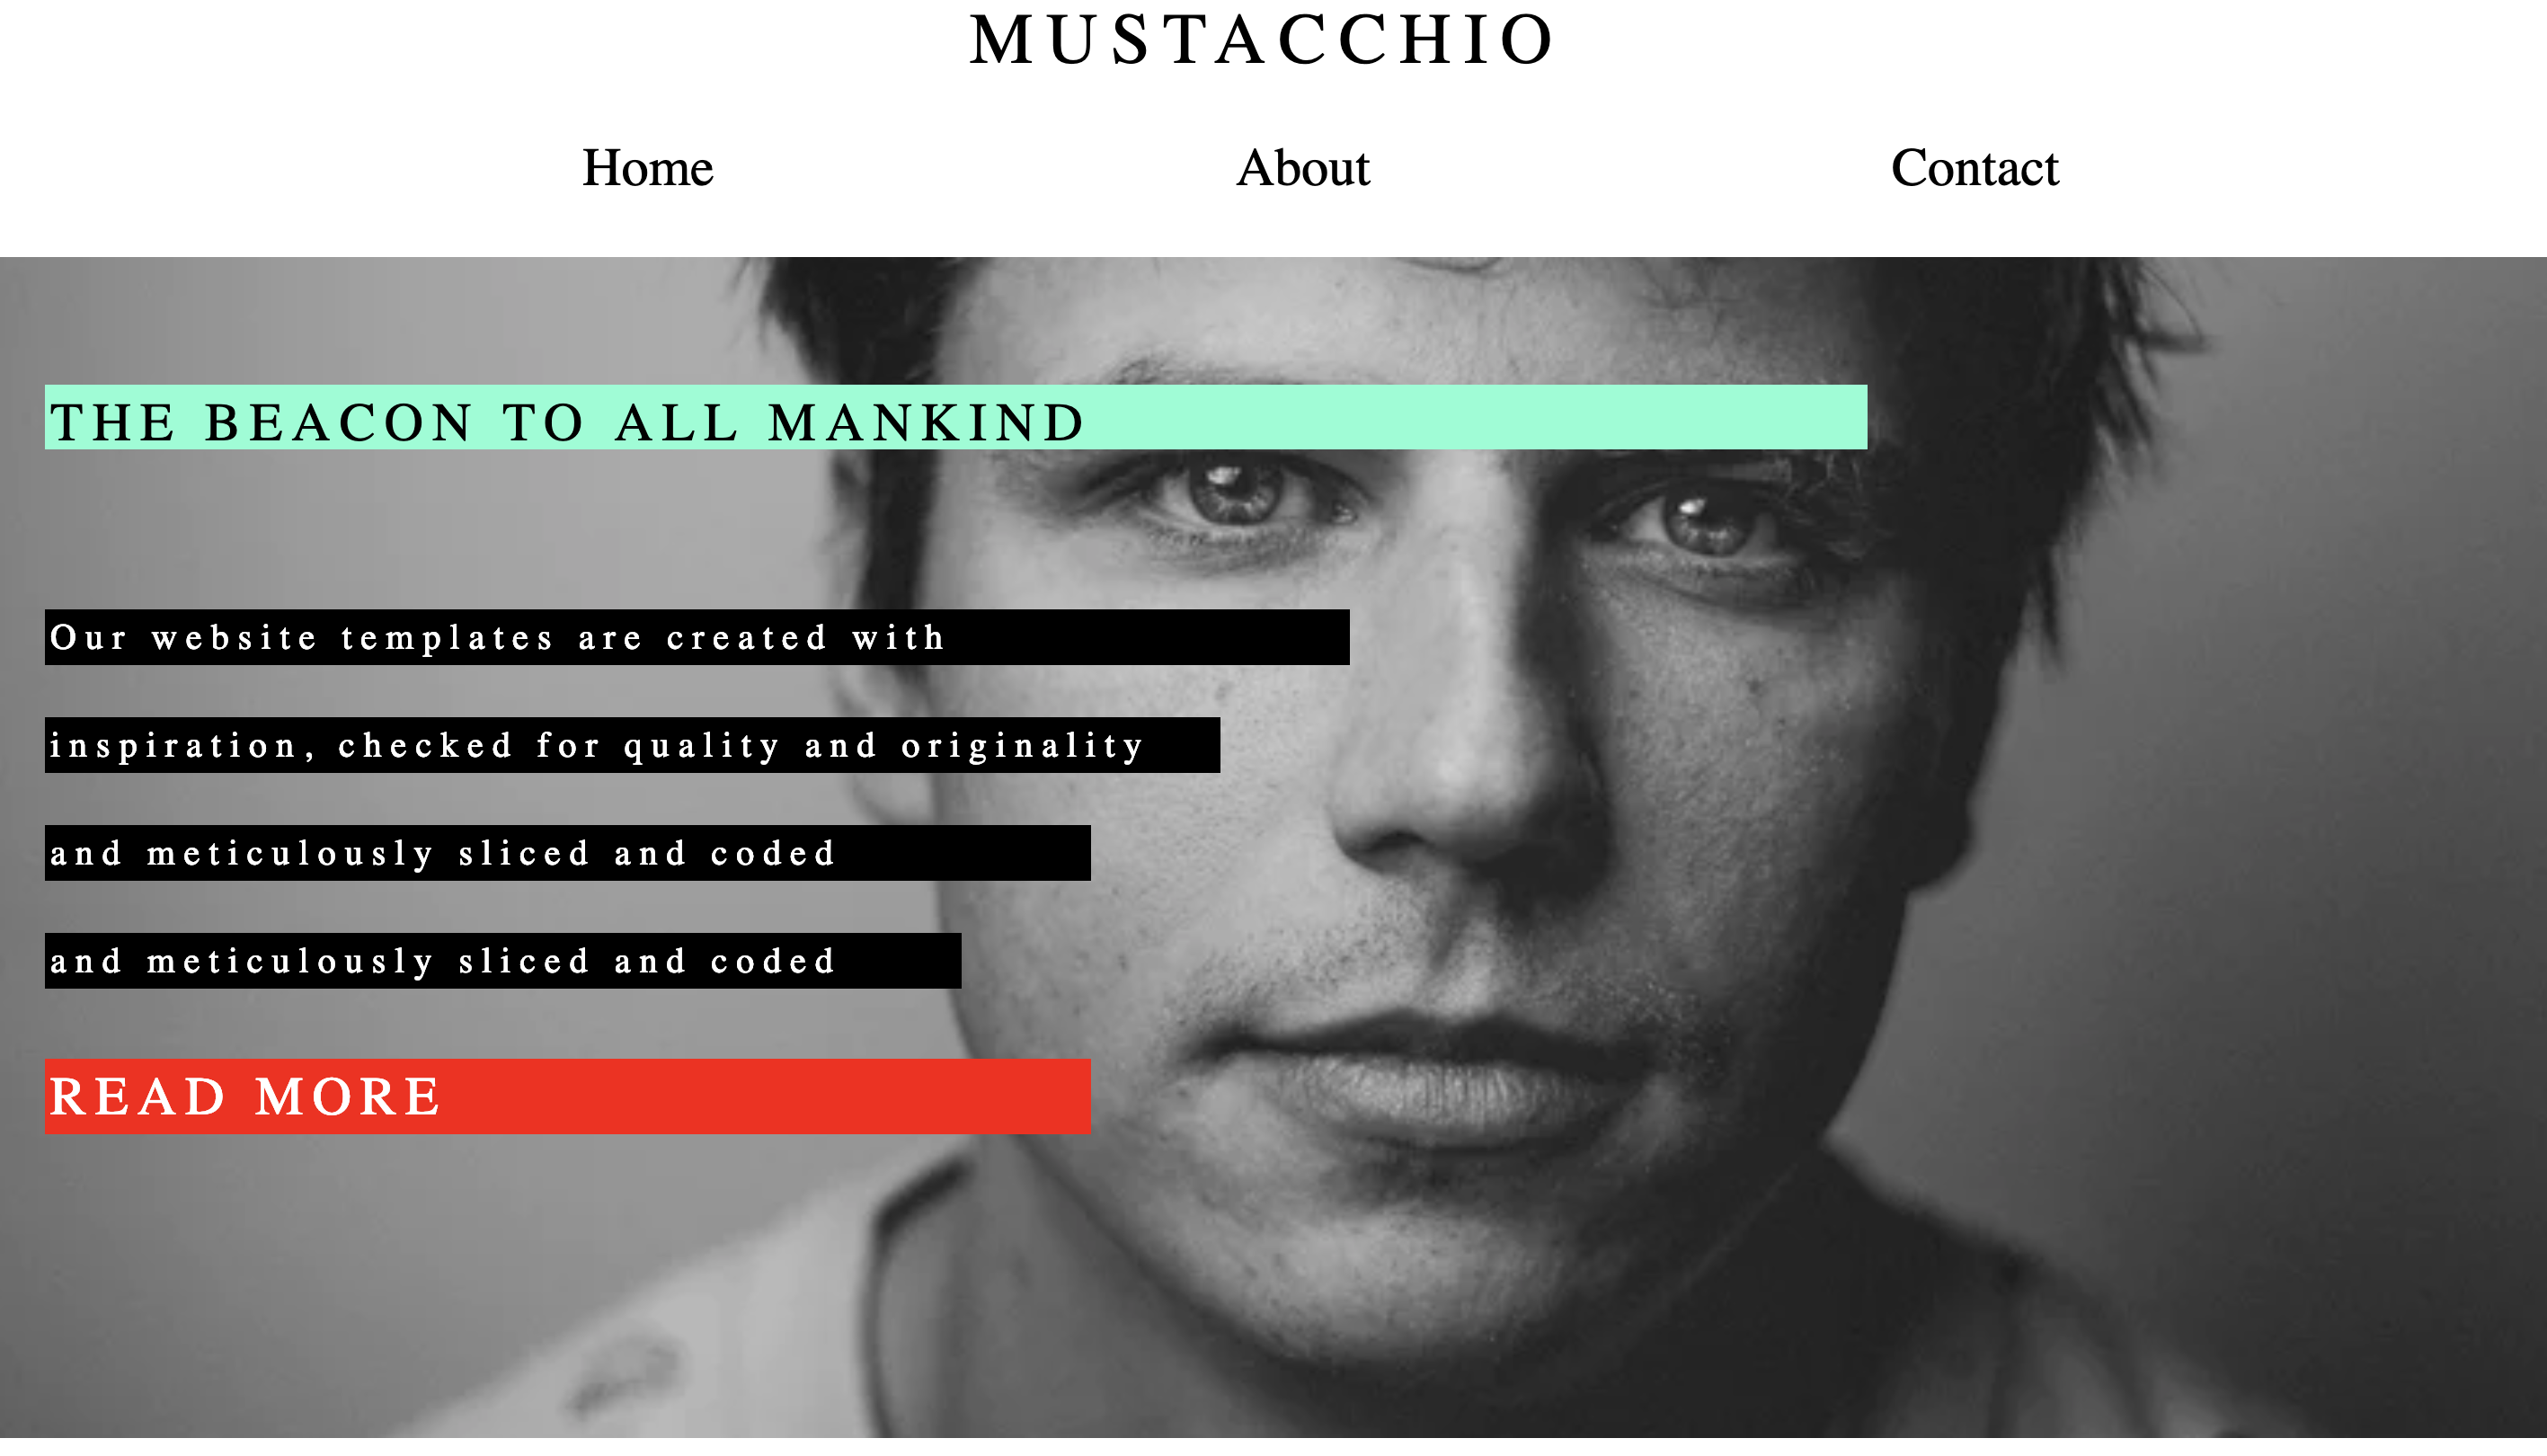 MUSTACCHIO
Home About Contact
THE BEACON TO ALL MANKIND
Our website templates are created with
inspiration, checked for quality and originality
and meticulously sliced and coded
and meticulously sliced and coded
READ MORE